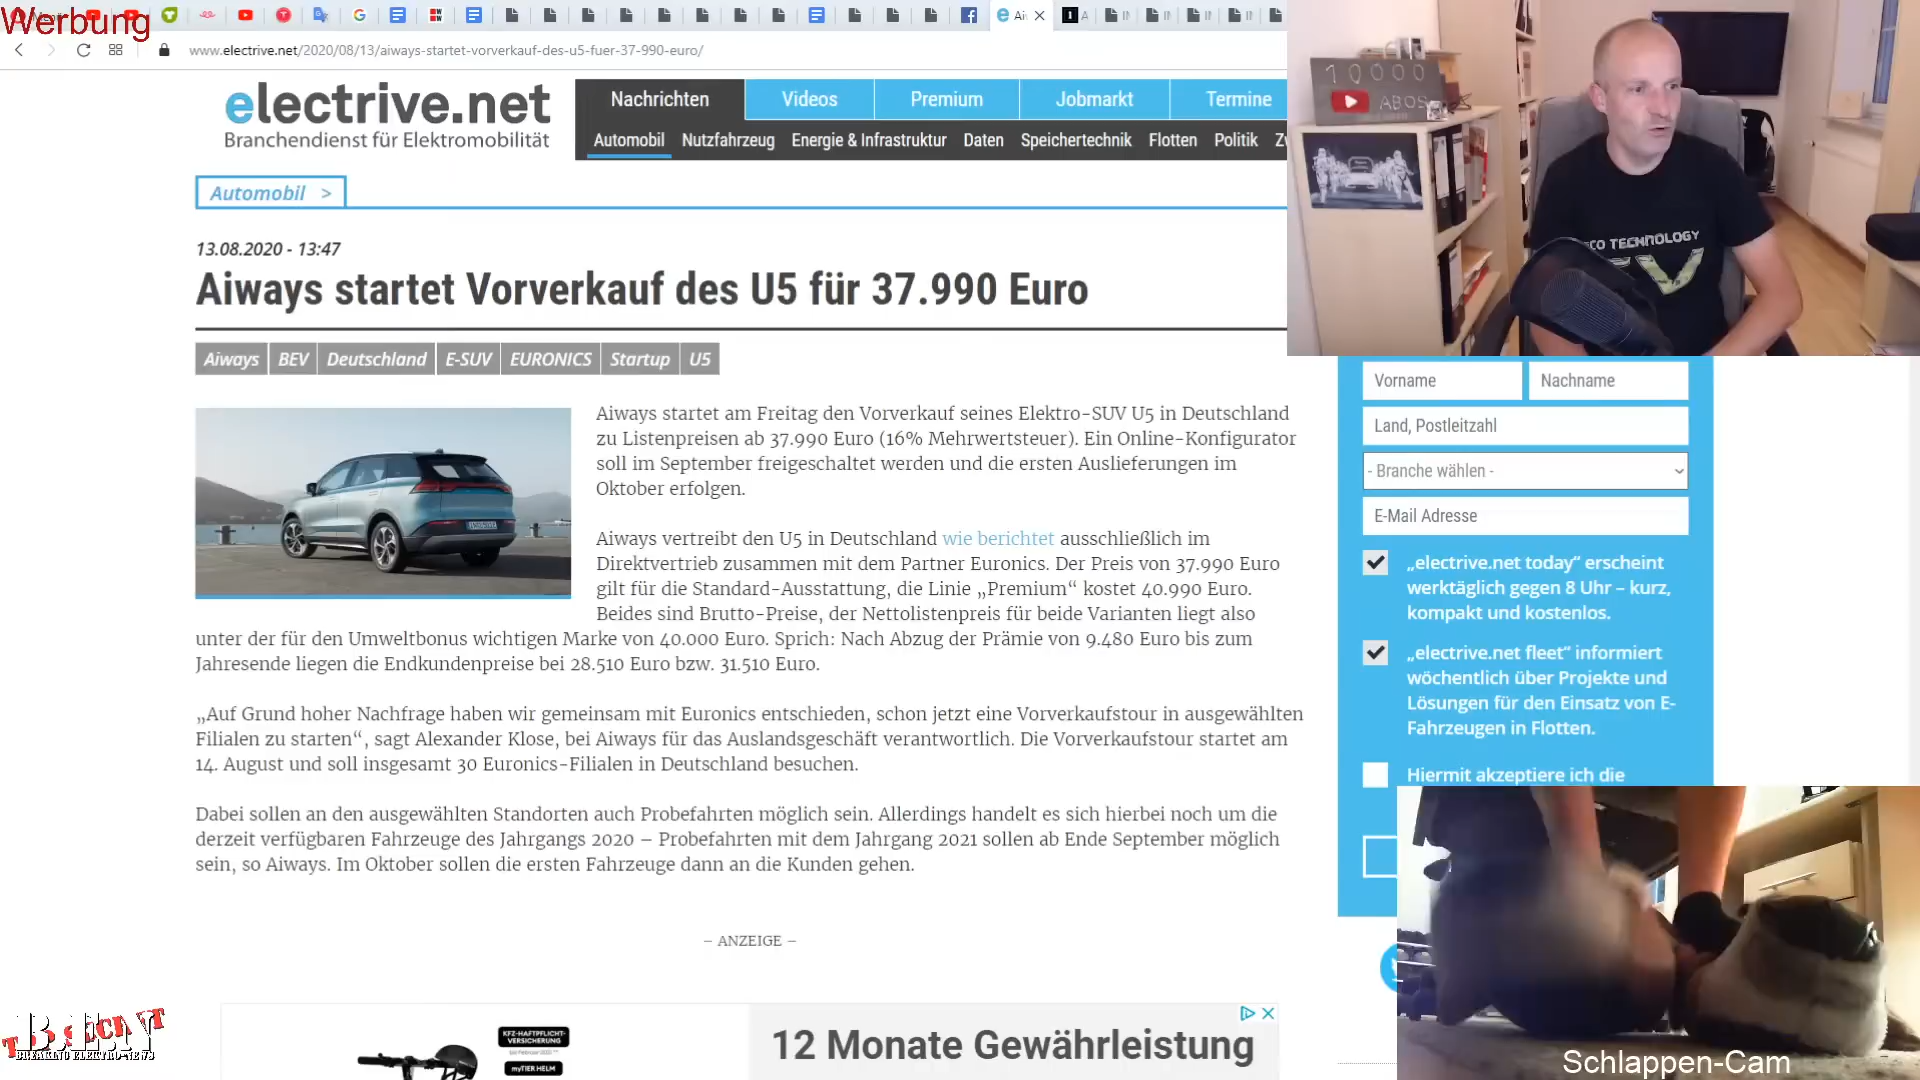 Werbung
Ai
www.electrive.net/2020/08/13/aiways-startet-vorverkauf-des-u5-fuer-37-990-euro/
electrive.net
Branchendienst für Elektromobilität
Nachrichten
Videos
Premium
Jobmarkt
Termine
Automobil
Nutzfahrzeug
Energie & Infrastruktur
Daten
Speichertechnik
Flotten
Politik
Automobil >
13.08.2020 - 13:47
Aiways startet Vorverkauf des U5 für 37.990 Euro
Aiways
BEV
Deutschland
E-SUV
EURONICS
Startup
U5
Aiways startet am Freitag den Vorverkauf seines Elektro-SUV U5 in Deutschland
zu Listenpreisen ab 37.990 Euro (16% Mehrwertsteuer). Ein Online-Konfigurator
soll im September freigeschaltet werden und die ersten Auslieferungen im
Oktober erfolgen.
Aiways vertreibt den U5 in Deutschland wie berichtet ausschließlich im
Direktvertrieb zusammen mit dem Partner Euronics. Der Preis von 37.990 Euro
gilt für die Standard-Ausstattung, die Linie „Premium“ kostet 40.990 Euro.
Beides sind Brutto-Preise, der Nettolistenpreis für beide Varianten liegt also
unter der für den Umweltbonus wichtigen Marke von 40.000 Euro. Sprich: Nach Abzug der Prämie von 9.480 Euro bis zum
Jahresende liegen die Endkundenpreise bei 28.510 Euro bzw. 31.510 Euro.
„Auf Grund hoher Nachfrage haben wir gemeinsam mit Euronics entschieden, schon jetzt eine Vorverkaufstour in ausgewählten
Filialen zu starten“, sagt Alexander Klose, bei Aiways für das Auslandsgeschäft verantwortlich. Die Vorverkaufstour startet am
14. August und soll insgesamt 30 Euronics-Filialen in Deutschland besuchen.
Dabei sollen an den ausgewählten Standorten auch Probefahrten möglich sein. Allerdings handelt es sich hierbei noch um die
derzeit verfügbaren Fahrzeuge des Jahrgangs 2020 – Probefahrten mit dem Jahrgang 2021 sollen ab Ende September möglich
sein, so Aiways. Im Oktober sollen die ersten Fahrzeuge dann an die Kunden gehen.
– ANZEIGE –
KFZ-HAFTPFLICHT-
VERSICHERUNG
myTIER HELM
12 Monate Gewährleistung
10000
ABOS
ECO TECHNOLOGY
Vorname
Nachname
Land, Postleitzahl
- Branche wählen -
E-Mail Adresse
„electrive.net today“ erscheint
werktäglich gegen 8 Uhr – kurz,
kompakt und kostenlos.
„electrive.net fleet“ informiert
wöchentlich über Projekte und
Lösungen für den Einsatz von E-
Fahrzeugen in Flotten.
Hiermit akzeptiere ich die
BREAKING ELEKTRO-NEWS
Schlappen-Cam